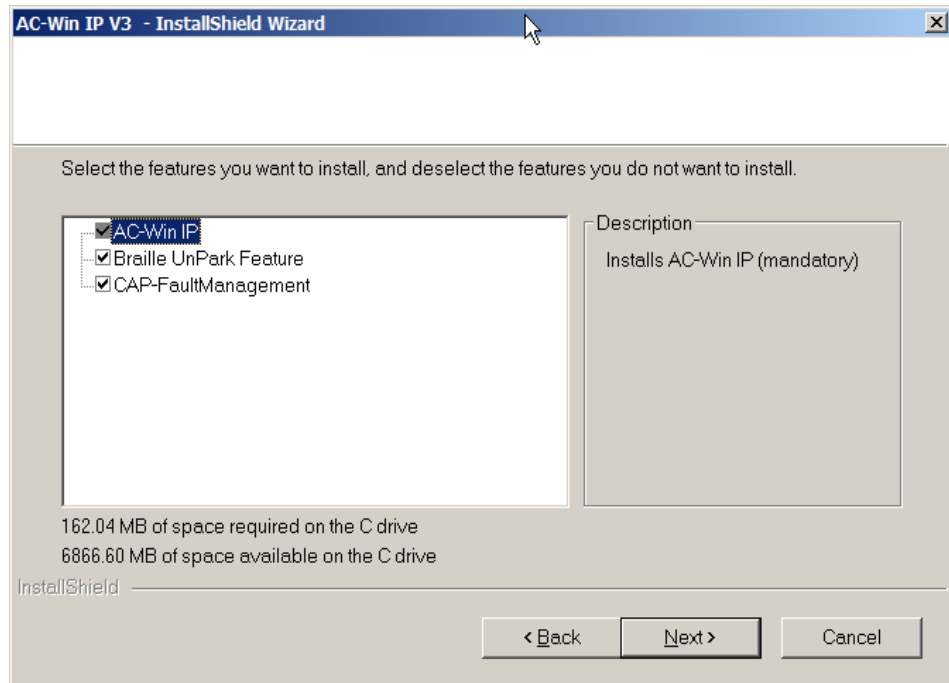 AC-Win IP V3 - InstallShield Wizard
Select the features you want to install, and deselect the features you do not want to install.
AC-Win IP
Braille UnPark Feature
CAP-FaultManagement
Description
Installs AC-Win IP (mandatory)
162.04 MB of space required on the C drive
6866.60 MB of space available on the C drive
InstallShield
< Back
Next >
Cancel